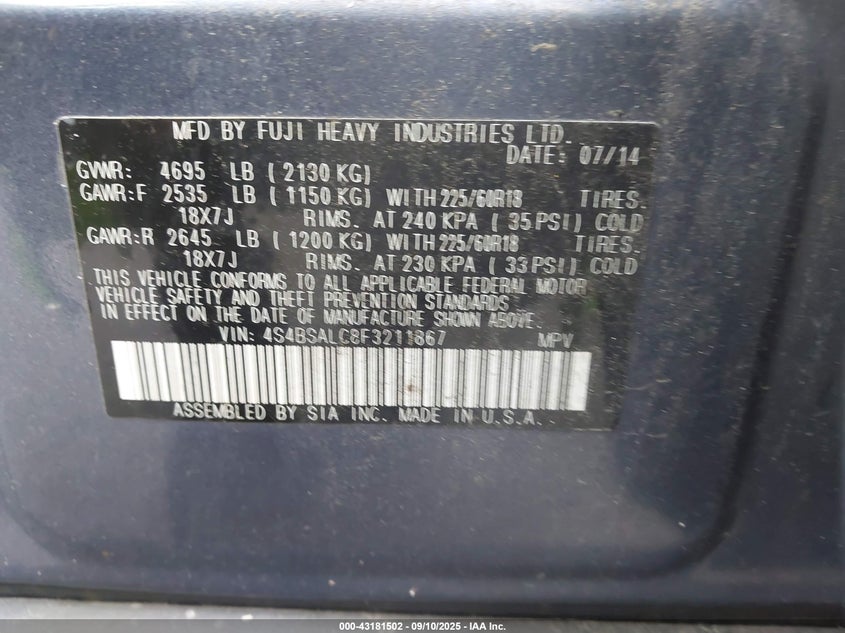 MFD BY FUJI HEAVY INDUSTRIES LTD.
DATE: 07/14
GVWR: 4695 LB ( 2130 KG)
GAWR:F 2535 LB ( 1150 KG) WITH 225/60R18 TIRES.
18X7J RIMS. AT 240 KPA ( 35 PSI) COLD
GAWR:R 2645 LB ( 1200 KG) WITH 225/60R18 TIRES.
18X7J RIMS. AT 230 KPA ( 33 PSI) COLD
THIS VEHICLE CONFORMS TO ALL APPLICABLE FEDERAL MOTOR
VEHICLE SAFETY AND THEFT PREVENTION STANDARDS
IN EFFECT ON THE DATE OF MANUFACTURE SHOWN ABOVE.
VIN: 4S4BSALC8F3211867 MPV
ASSEMBLED BY SIA INC. MADE IN U.S.A.
000-43181502 - 09/10/2025 - IAA Inc.